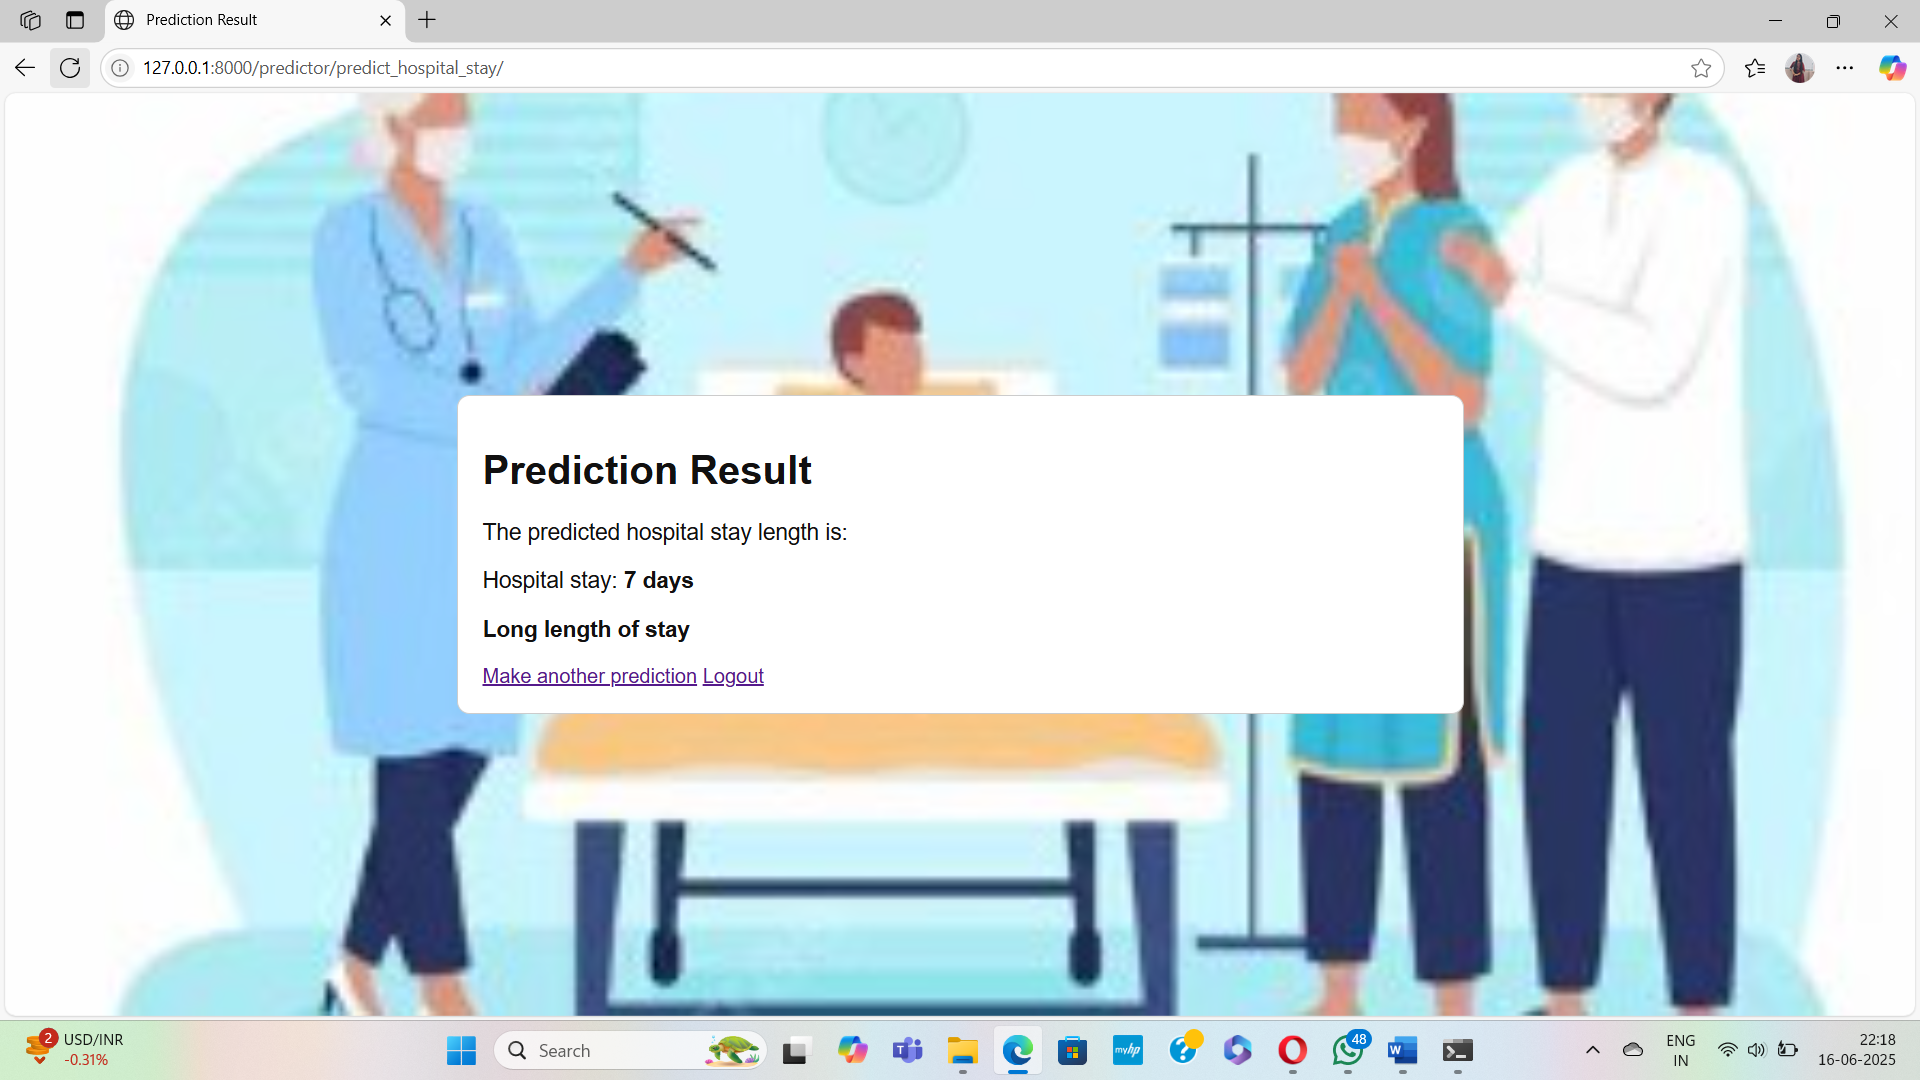 Prediction Result
127.0.0.1:8000/predictor/predict_hospital_stay/
Prediction Result
The predicted hospital stay length is:
Hospital stay: 7 days
Long length of stay
Make another prediction Logout
2
USD/INR
-0.31%
Search
myhp
48
ENG
IN
22:18
16-06-2025